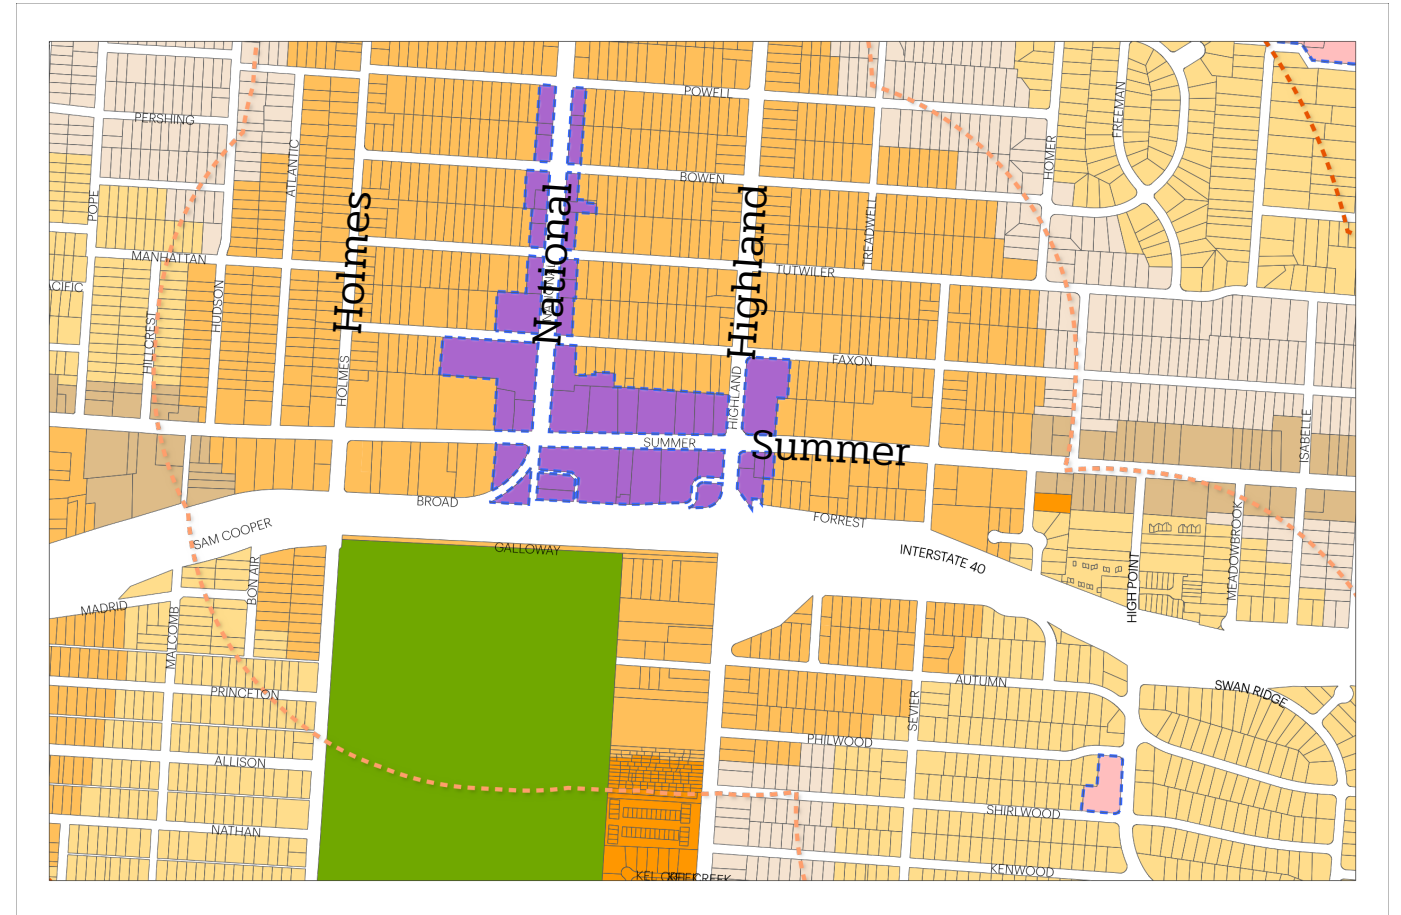 POWELL
FREEMAN
PERSHING
HOMER
ATLANTIC
BOWEN
POPE
Holmes
National
Highland
TREADWELL
MANHATTAN
TUTWILER
ACIFIC
HUDSON
NATIONAL
HILLCREST
FAXON
HOLMES
HIGHLAND
ISABELLE
SUMMER
Summer
BROAD
FORREST
SAM COOPER
MEADOWBROOK
GALLOWAY
INTERSTATE 40
BON AIR
HIGH POINT
MADRID
MALCOMB
PRINCETON
AUTUMN
SWAN RIDGE
SEVIER
PHILWOOD
ALLISON
SHIRLWOOD
NATHAN
KENWOOD